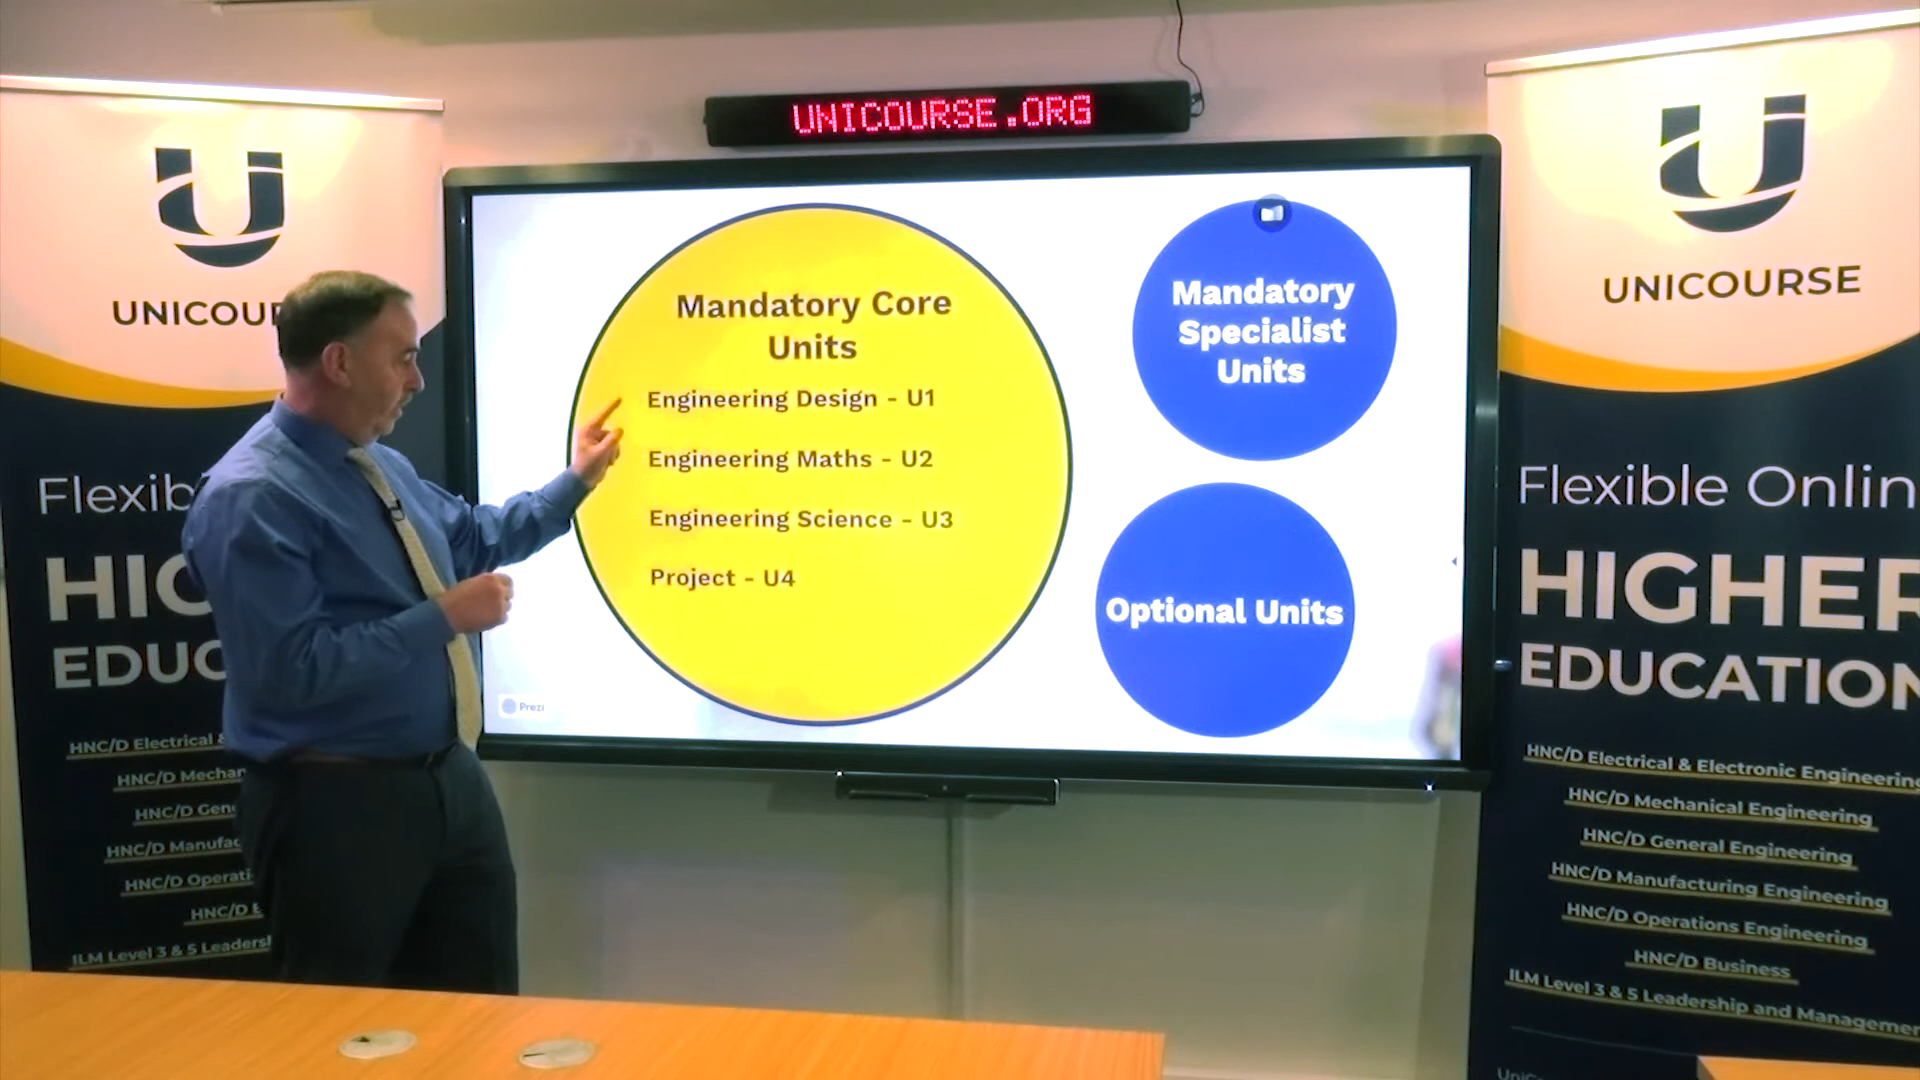 UNICOURSE.ORG
UNICOU
Flexib
HIG
EDUC
HNC/D Electrical &
HNC/D Mechan
HNC/D Gen
HNC/D Manufac
HNC/D Operati
HNC/D
ILM Level 3 & 5 Leadersh
Mandatory Core
Units
Engineering Design - U1
Engineering Maths - U2
Engineering Science - U3
Project - U4
Prezi
Mandatory
Specialist
Units
Optional Units
UNICOURSE
Flexible Onlin
HIGHER
EDUCATION
HNC/D Electrical & Electronic Engineering
HNC/D Mechanical Engineering
HNC/D General Engineering
HNC/D Manufacturing Engineering
HNC/D Operations Engineering
HNC/D Business
ILM Level 3 & 5 Leadership and Managemen